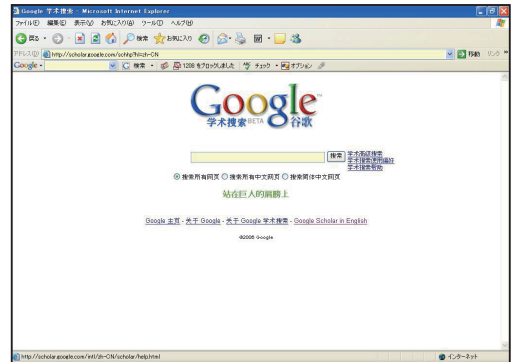 Google 学术搜索 - Microsoft Internet Explorer
ファイル(F) 編集(E) 表示(V) お気に入り(A) ツール(T) ヘルプ(H)
戻る 検索 お気に入り
アドレス(D) http://scholar.google.com/schhp?hl=zh-CN 移動 リンク
Google 検索 1208 をブロックしました チェック オプション
Google
学术搜索 BETA 谷歌
搜索 学术高级搜索
学术搜索使用偏好
学术搜索帮助
搜索所有网页 搜索所有中文网页 搜索简体中文网页
站在巨人的肩膀上
Google 主页 - 关于 Google - 关于 Google 学术搜索 - Google Scholar in English
©2008 Google
http://scholar.google.com/intl/zh-CN/scholar/help.html インターネット